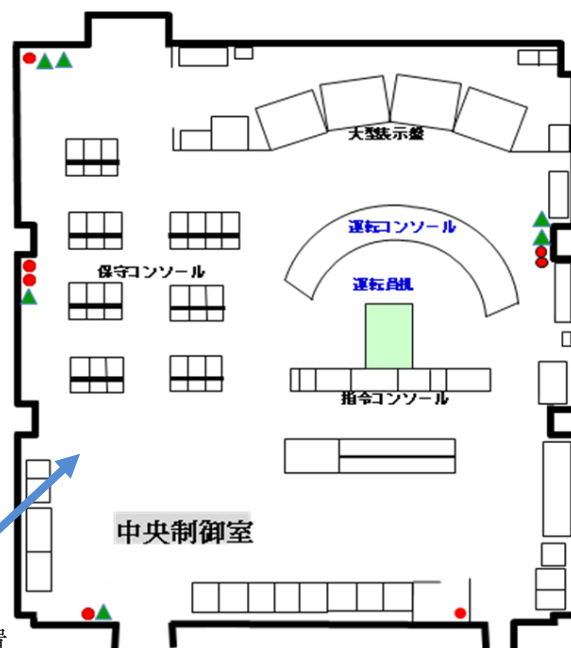 大型表示盤
運転コンソール
保守コンソール
運転員机
指令コンソール
中央制御室